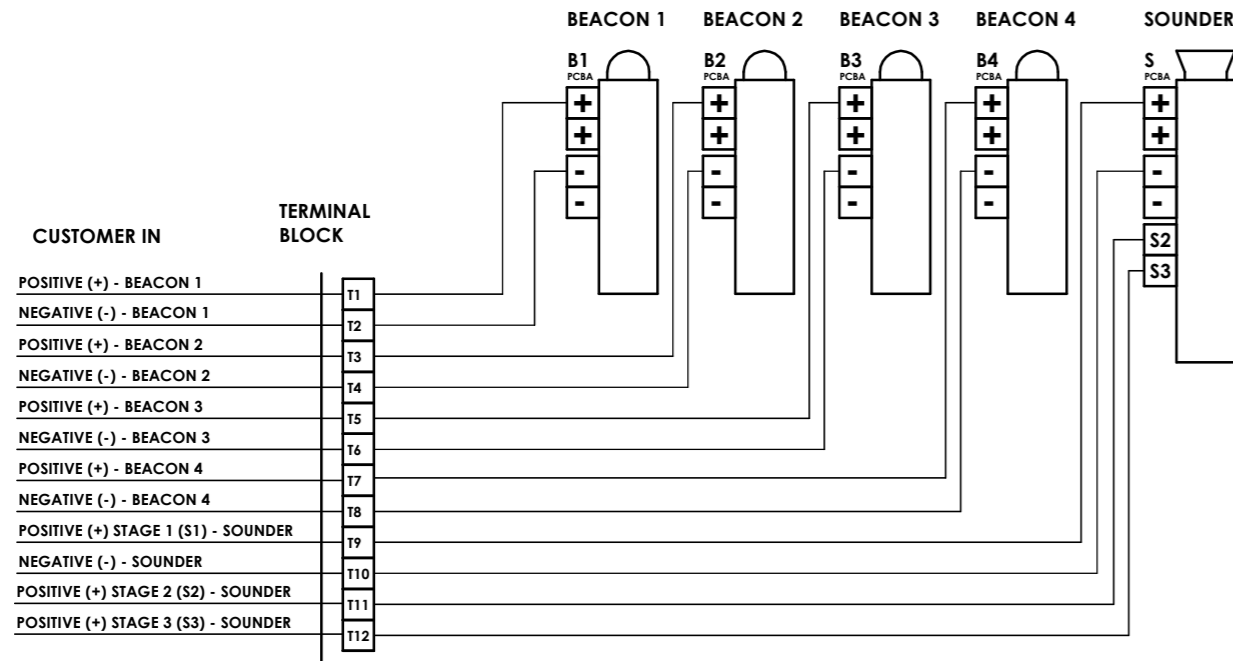 BEACON 1 BEACON 2 BEACON 3 BEACON 4 SOUNDER
B1 B2 B3 B4 S
PCBA PCBA PCBA PCBA PCBA
+ + + + +
+ + + + +
- - - - -
- - - - -
S2
S3
TERMINAL
BLOCK
CUSTOMER IN
POSITIVE (+) - BEACON 1 T1
NEGATIVE (-) - BEACON 1 T2
POSITIVE (+) - BEACON 2 T3
NEGATIVE (-) - BEACON 2 T4
POSITIVE (+) - BEACON 3 T5
NEGATIVE (-) - BEACON 3 T6
POSITIVE (+) - BEACON 4 T7
NEGATIVE (-) - BEACON 4 T8
POSITIVE (+) STAGE 1 (S1) - SOUNDER T9
NEGATIVE (-) - SOUNDER T10
POSITIVE (+) STAGE 2 (S2) - SOUNDER T11
POSITIVE (+) STAGE 3 (S3) - SOUNDER T12